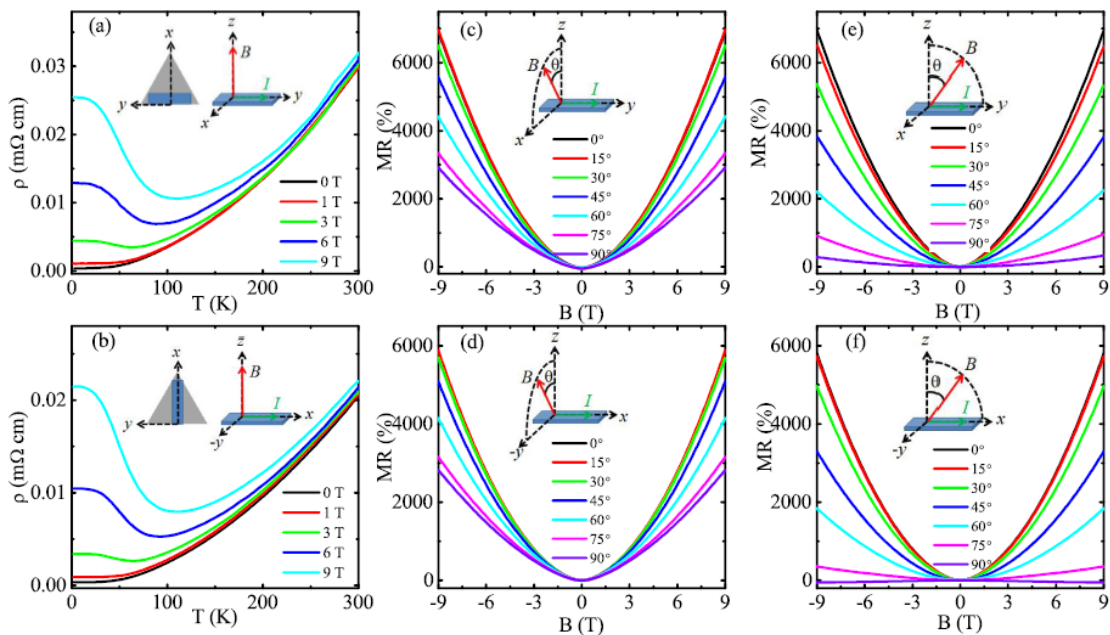 (a)
x
y
z
B
I
y
x
0.03
0.02
0.01
0.00
ρ (mΩ cm)
0 T
1 T
3 T
6 T
9 T
0
100
200
300
T (K)
(c)
z
B
θ
I
y
x
6000
4000
2000
0
MR (%)
0°
15°
30°
45°
60°
75°
90°
-9
-6
-3
0
3
6
9
B (T)
(e)
z
B
θ
I
y
x
6000
4000
2000
0
MR (%)
0°
15°
30°
45°
60°
75°
90°
-9
-6
-3
0
3
6
9
B (T)
(b)
x
y
z
B
I
x
-y
0.02
0.01
0.00
ρ (mΩ cm)
0 T
1 T
3 T
6 T
9 T
0
100
200
300
T (K)
(d)
z
B
θ
I
x
-y
6000
4000
2000
0
MR (%)
0°
15°
30°
45°
60°
75°
90°
-9
-6
-3
0
3
6
9
B (T)
(f)
z
B
θ
I
x
-y
6000
4000
2000
0
MR (%)
0°
15°
30°
45°
60°
75°
90°
-9
-6
-3
0
3
6
9
B (T)